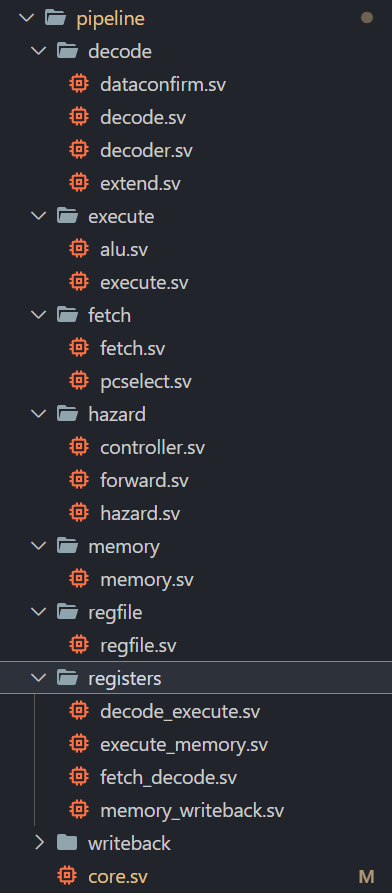 pipeline
decode
dataconfirm.sv
decode.sv
decoder.sv
extend.sv
execute
alu.sv
execute.sv
fetch
fetch.sv
pcselect.sv
hazard
controller.sv
forward.sv
hazard.sv
memory
memory.sv
regfile
regfile.sv
registers
decode_execute.sv
execute_memory.sv
fetch_decode.sv
memory_writeback.sv
writeback
core.sv M